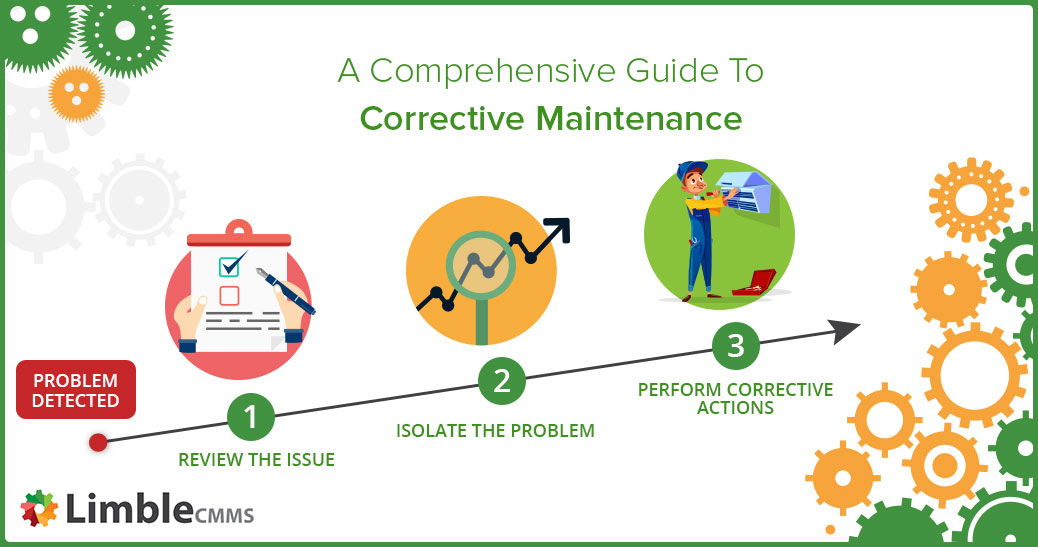 A Comprehensive Guide To
Corrective Maintenance
PROBLEM
DETECTED
1
REVIEW THE ISSUE
2
ISOLATE THE PROBLEM
3
PERFORM CORRECTIVE
ACTIONS
LimbleCMMS